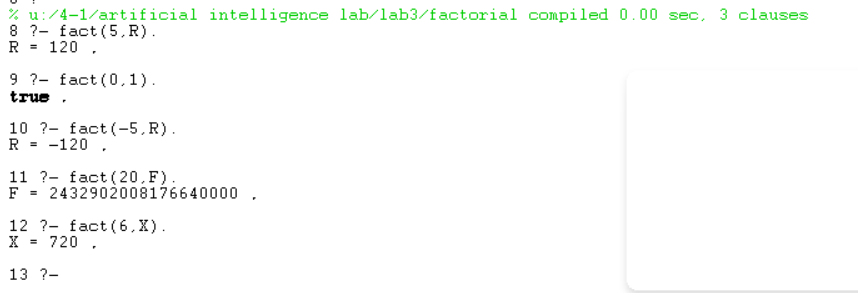 % u:/4-1/artificial intelligence lab/lab3/factorial compiled 0.00 sec, 3 clauses
8 ?- fact(5,R).
R = 120 .
9 ?- fact(0,1).
true .
10 ?- fact(-5,R).
R = -120 .
11 ?- fact(20,F).
F = 2432902008176640000 .
12 ?- fact(6,X).
X = 720 .
13 ?-